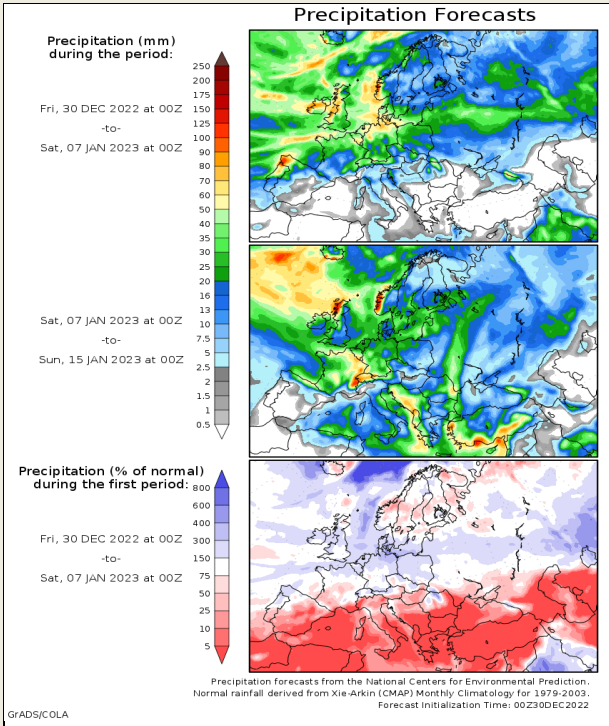 Precipitation Forecasts
Precipitation (mm)
during the period:
Fri, 30 DEC 2022 at 00Z
-to-
Sat, 07 JAN 2023 at 00Z
250
200
175
150
125
100
90
80
70
60
50
40
35
30
25
20
16
13
10
7.5
5
2.5
2
1.5
1
0.5
Sat, 07 JAN 2023 at 00Z
-to-
Sun, 15 JAN 2023 at 00Z
Precipitation (% of normal)
during the first period:
Fri, 30 DEC 2022 at 00Z
-to-
Sat, 07 JAN 2023 at 00Z
800
600
400
300
150
75
50
25
10
5
Precipitation forecasts from the National Centers for Environmental Prediction.
Normal rainfall derived from Xie-Arkin (CMAP) Monthly Climatology for 1979-2003.
Forecast Initialization Time: 00Z30DEC2022
GrADS/COLA